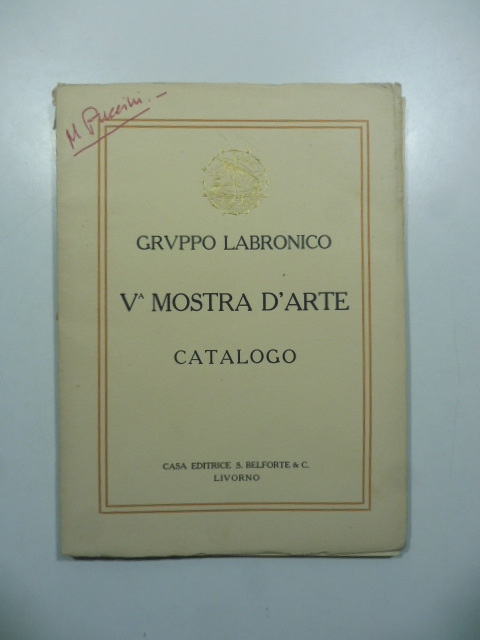 M Puccini.-
GRVPPO LABRONICO
VA MOSTRA D'ARTE
CATALOGO
CASA EDITRICE S. BELFORTE & C.
LIVORNO